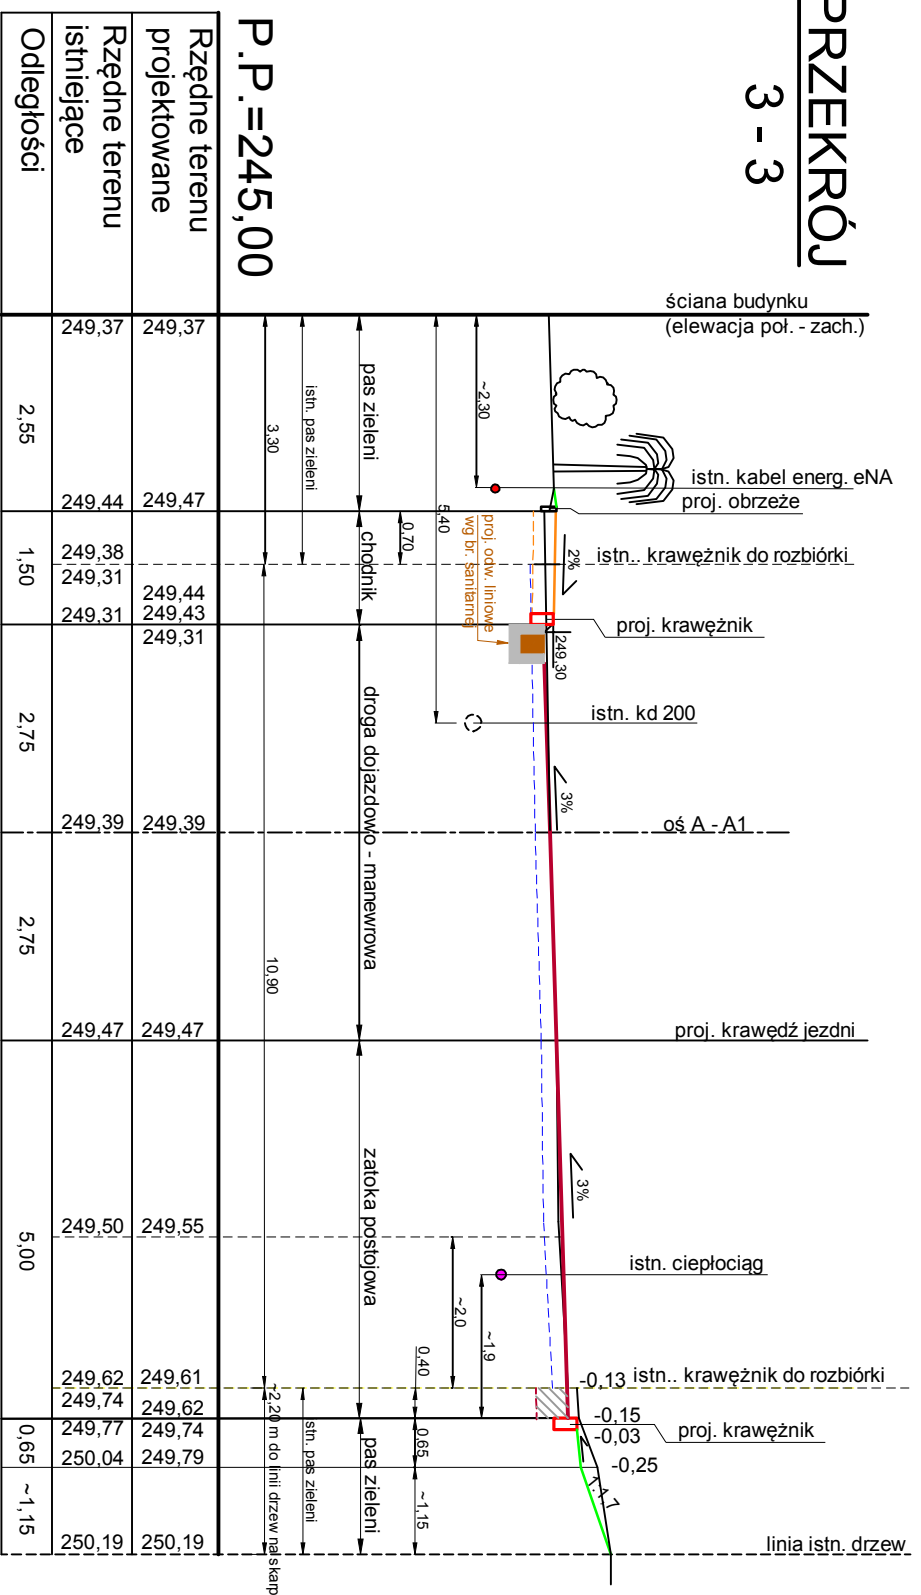 PRZEKRÓJ
3 - 3
P.P.=245,00
Rzędne terenu
projektowane
Rzędne terenu
istniejące
Odległości
ściana budynku
(elewacja poł. - zach.)
istn. kabel energ. eNA
proj. obrzeże
istn.. krawężnik do rozbiórki
proj. krawężnik
istn. kd 200
oś A - A1
proj. krawędź jezdni
istn. ciepłociąg
istn.. krawężnik do rozbiórki
proj. krawężnik
linia istn. drzew
2%
249,30
3%
3%
-0,13
-0,15
-0,03
-0,25
1:1,7
proj. odw. liniowe
wg br. sanitarnej
~2,30
5,40
0,70
~1,9
~2,0
0,40
0,65
~1,15
pas zieleni
chodnik
droga dojazdowo - manewrowa
zatoka postojowa
pas zieleni
istn. pas zieleni
istn. pas zieleni
3,30
10,90
~2,20 m do linii drzew na skarp
249,37
249,47
249,44
249,43
249,31
249,39
249,47
249,55
249,61
249,62
249,74
249,79
250,19
249,37
249,44
249,38
249,31
249,31
249,39
249,47
249,50
249,62
249,74
249,77
250,04
250,19
2,55
1,50
2,75
2,75
5,00
0,65
~1,15